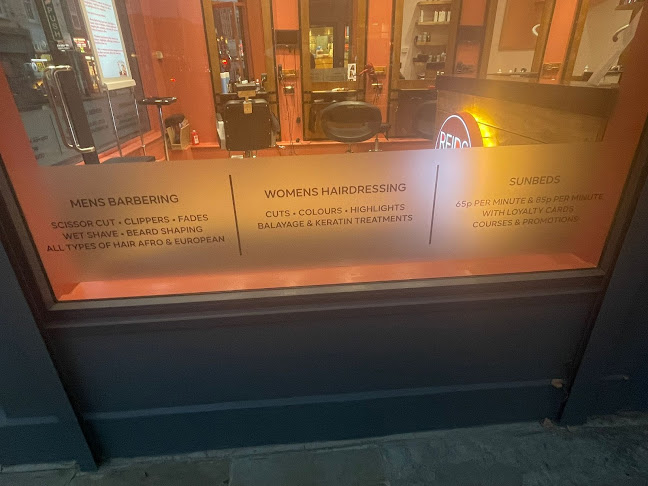 REIDS
MENS BARBERING
SCISSOR CUT • CLIPPERS • FADES
WET SHAVE • BEARD SHAPING
ALL TYPES OF HAIR AFRO & EUROPEAN
WOMENS HAIRDRESSING
CUTS • COLOURS • HIGHLIGHTS
BALAYAGE & KERATIN TREATMENTS
SUNBEDS
65p PER MINUTE & 85p PER MINUTE
WITH LOYALTY CARDS,
COURSES & PROMOTIONS